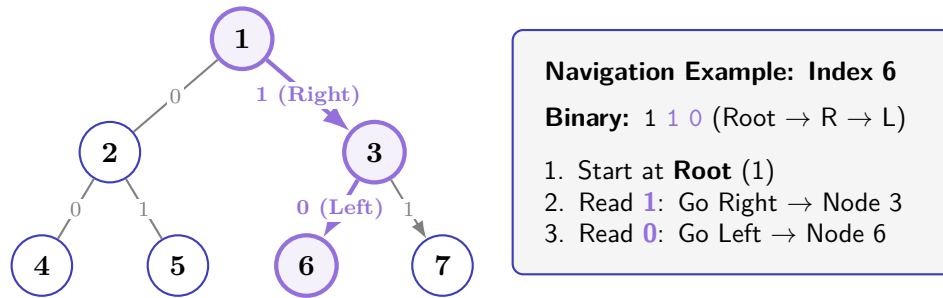 1
0
1 (Right)
2
3
0
1
0 (Left)
1
4
5
6
7
Navigation Example: Index 6
Binary: 1 1 0 (Root → R → L)
1. Start at Root (1)
2. Read 1: Go Right → Node 3
3. Read 0: Go Left → Node 6